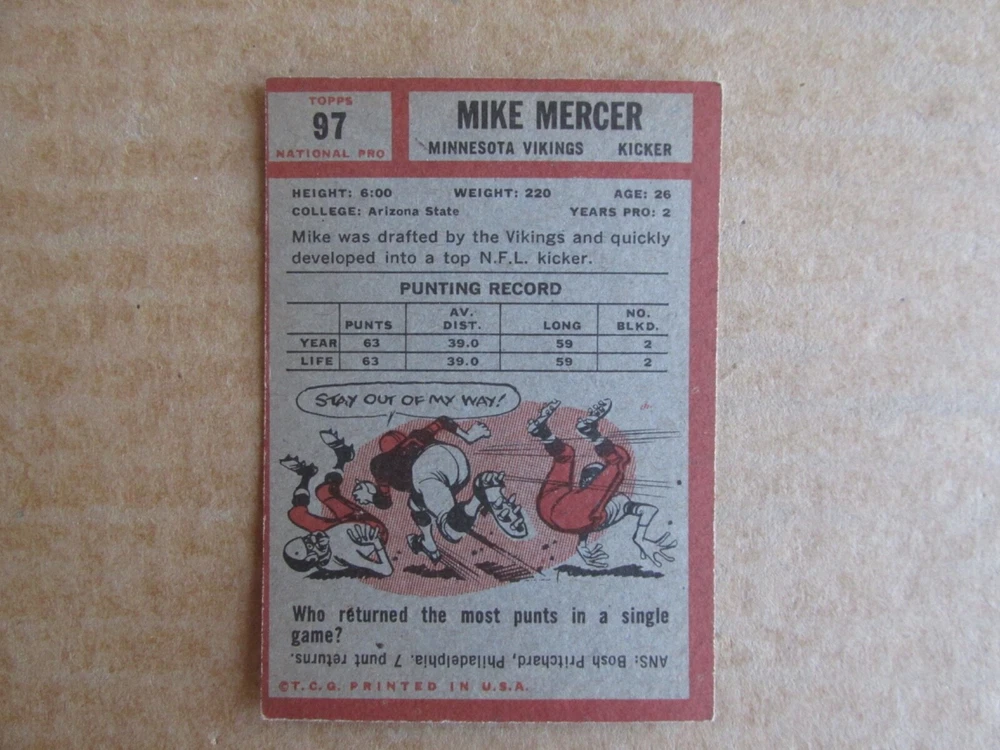 TOPPS
97
NATIONAL PRO
MIKE MERCER
MINNESOTA VIKINGS KICKER
HEIGHT: 6:00 WEIGHT: 220 AGE: 26
COLLEGE: Arizona State YEARS PRO: 2
Mike was drafted by the Vikings and quickly
developed into a top N.F.L. kicker.
PUNTING RECORD
PUNTS AV. DIST. LONG NO. BLKD.
YEAR 63 39.0 59 2
LIFE 63 39.0 59 2
STAY OUT OF MY WAY!
Who returned the most punts in a single
game?
ANS: Bosh Pritchard, Philadelphia. 7 punt returns.
©T.C.G. PRINTED IN U.S.A.